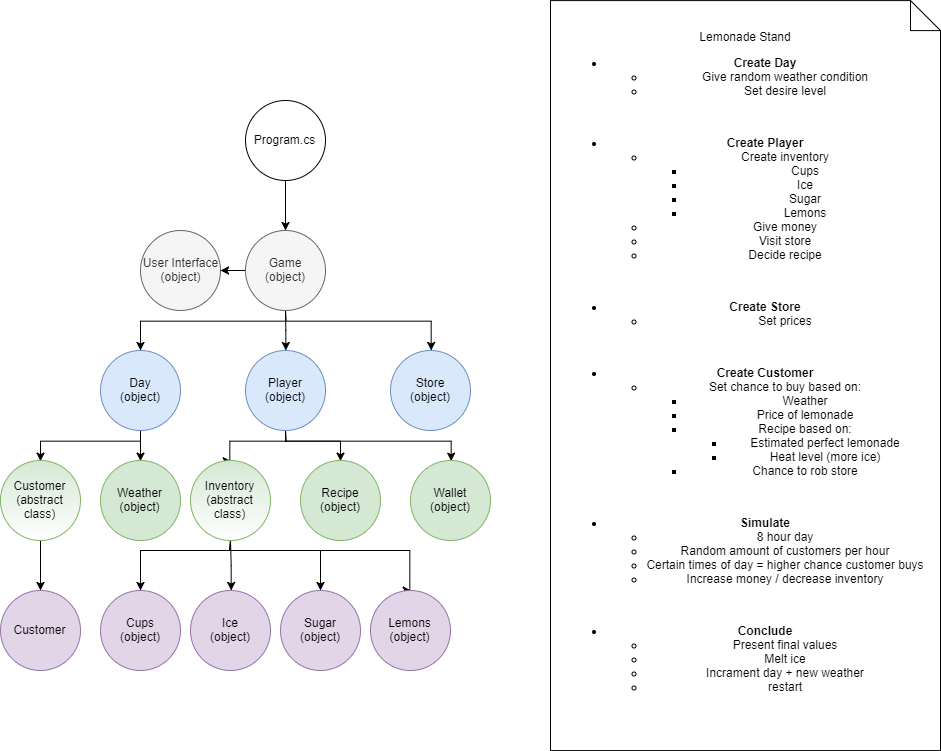 Program.cs
User Interface
(object)
Game
(object)
Day
(object)
Player
(object)
Store
(object)
Customer
(abstract
class)
Weather
(object)
Inventory
(abstract
class)
Recipe
(object)
Wallet
(object)
Customer
Cups
(object)
Ice
(object)
Sugar
(object)
Lemons
(object)
Lemonade Stand
Create Day
Give random weather condition
Set desire level
Create Player
Create inventory
Cups
Ice
Sugar
Lemons
Give money
Visit store
Decide recipe
Create Store
Set prices
Create Customer
Set chance to buy based on:
Weather
Price of lemonade
Recipe based on:
Estimated perfect lemonade
Heat level (more ice)
Chance to rob store
Simulate
8 hour day
Random amount of customers per hour
Certain times of day = higher chance customer buys
Increase money / decrease inventory
Conclude
Present final values
Melt ice
Incrament day + new weather
restart